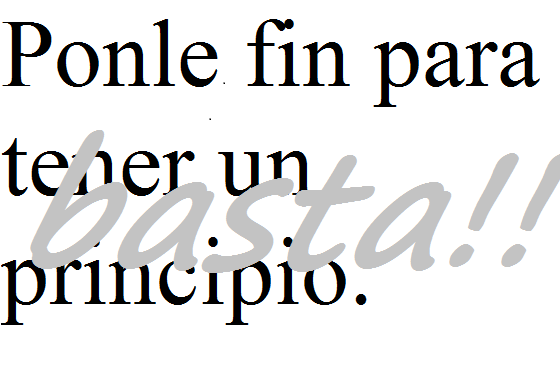 Ponle fin para
tener un
basta!!
principio.